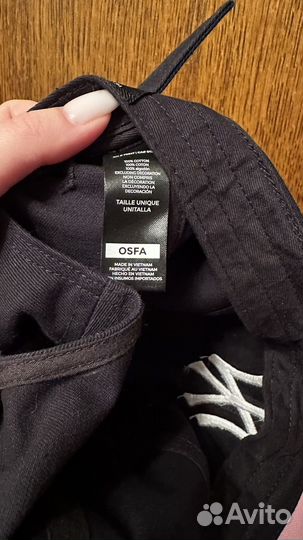 100% COTTON
100% COTON
100% algodón
EXCLUDING DECORATION
NON COMPRIS
LA DÉCORATION
EXCLUYENDO LA
DECORACIÓN
TAILLE UNIQUE
UNITALLA
OSFA
MADE IN VIETNAM
FABRIQUÉ AU VIETNAM
HECHO EN VIETNAM
INSUMOS IMPORTADOS
NY
Avito